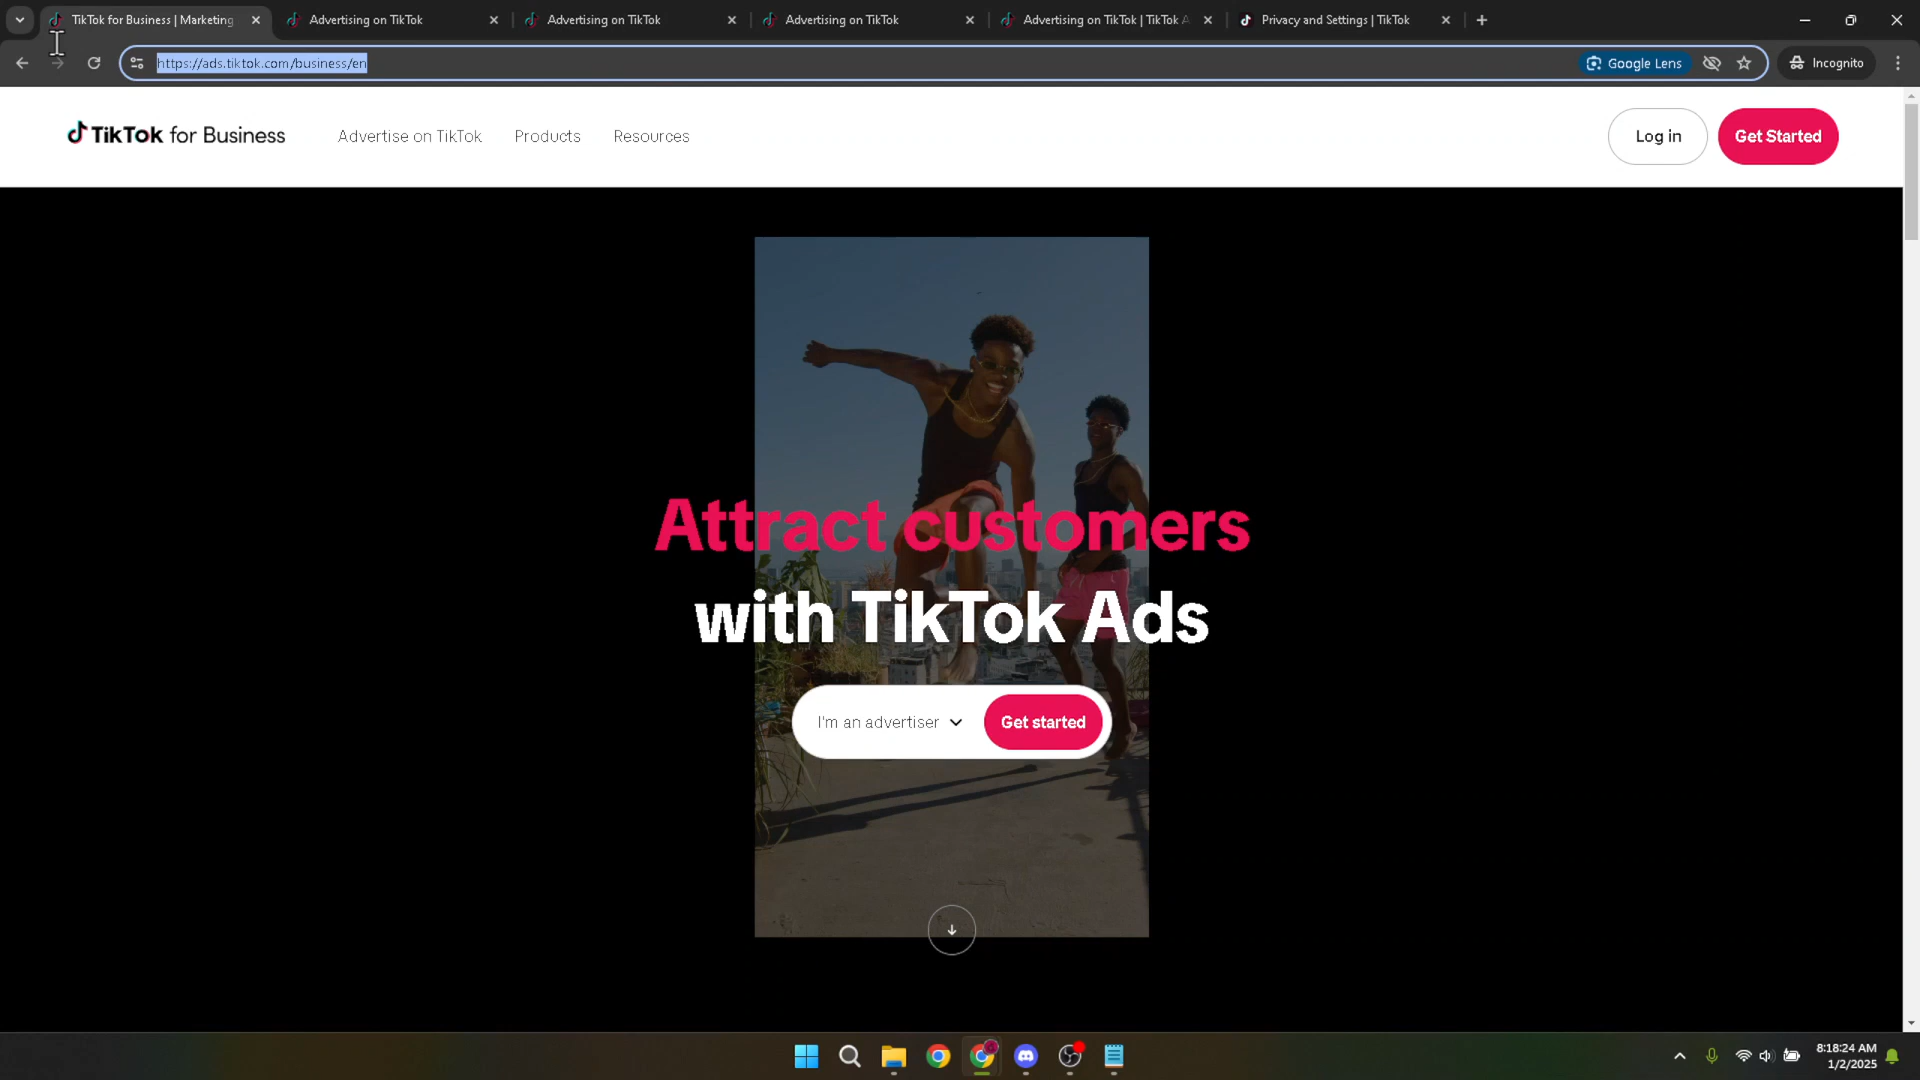 TikTok for Business | Marketing
Advertising on TikTok
Advertising on TikTok
Advertising on TikTok
Advertising on TikTok | TikTok A
Privacy and Settings | TikTok
https://ads.tiktok.com/business/en
Google Lens
Incognito
TikTok for Business
Advertise on TikTok
Products
Resources
Log in
Get Started
Attract customers
with TikTok Ads
I'm an advertiser
Get started
8:18:24 AM
1/2/2025